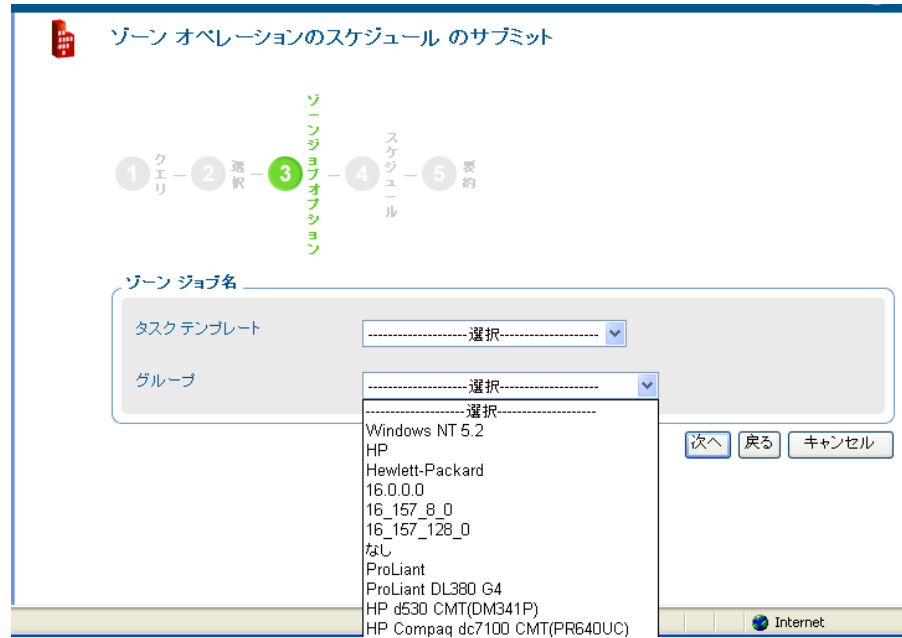 ゾーン オペレーションのスケジュール のサブミット
1 クエリ 2 選択 3 ゾーンジョブオプション 4 スケジュール 5 要約
ゾーン ジョブ名
タスク テンプレート
--------------------選択--------------------
グループ
--------------------選択--------------------
--------------------選択--------------------
Windows NT 5.2
HP
Hewlett-Packard
16.0.0.0
16_157_8_0
16_157_128_0
なし
ProLiant
ProLiant DL380 G4
HP d530 CMT(DM341P)
HP Compaq dc7100 CMT(PR640UC)
次へ 戻る キャンセル
Internet